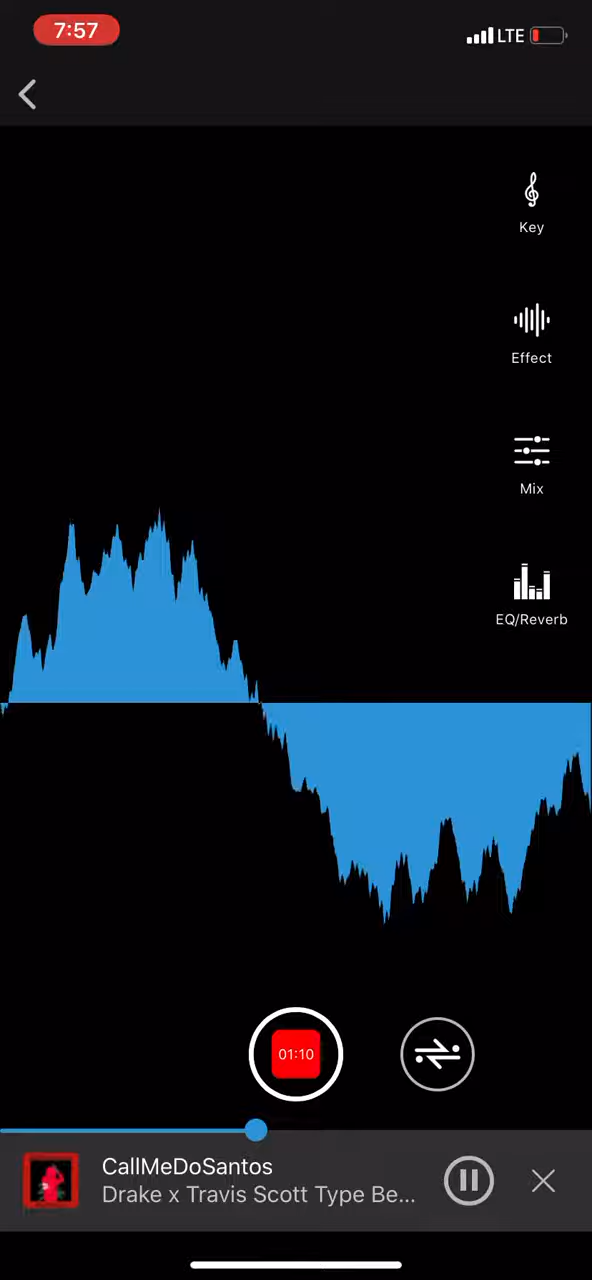 7:57
LTE
Key
Effect
Mix
EQ/Reverb
01:10
CallMeDoSantos
Drake x Travis Scott Type Be...